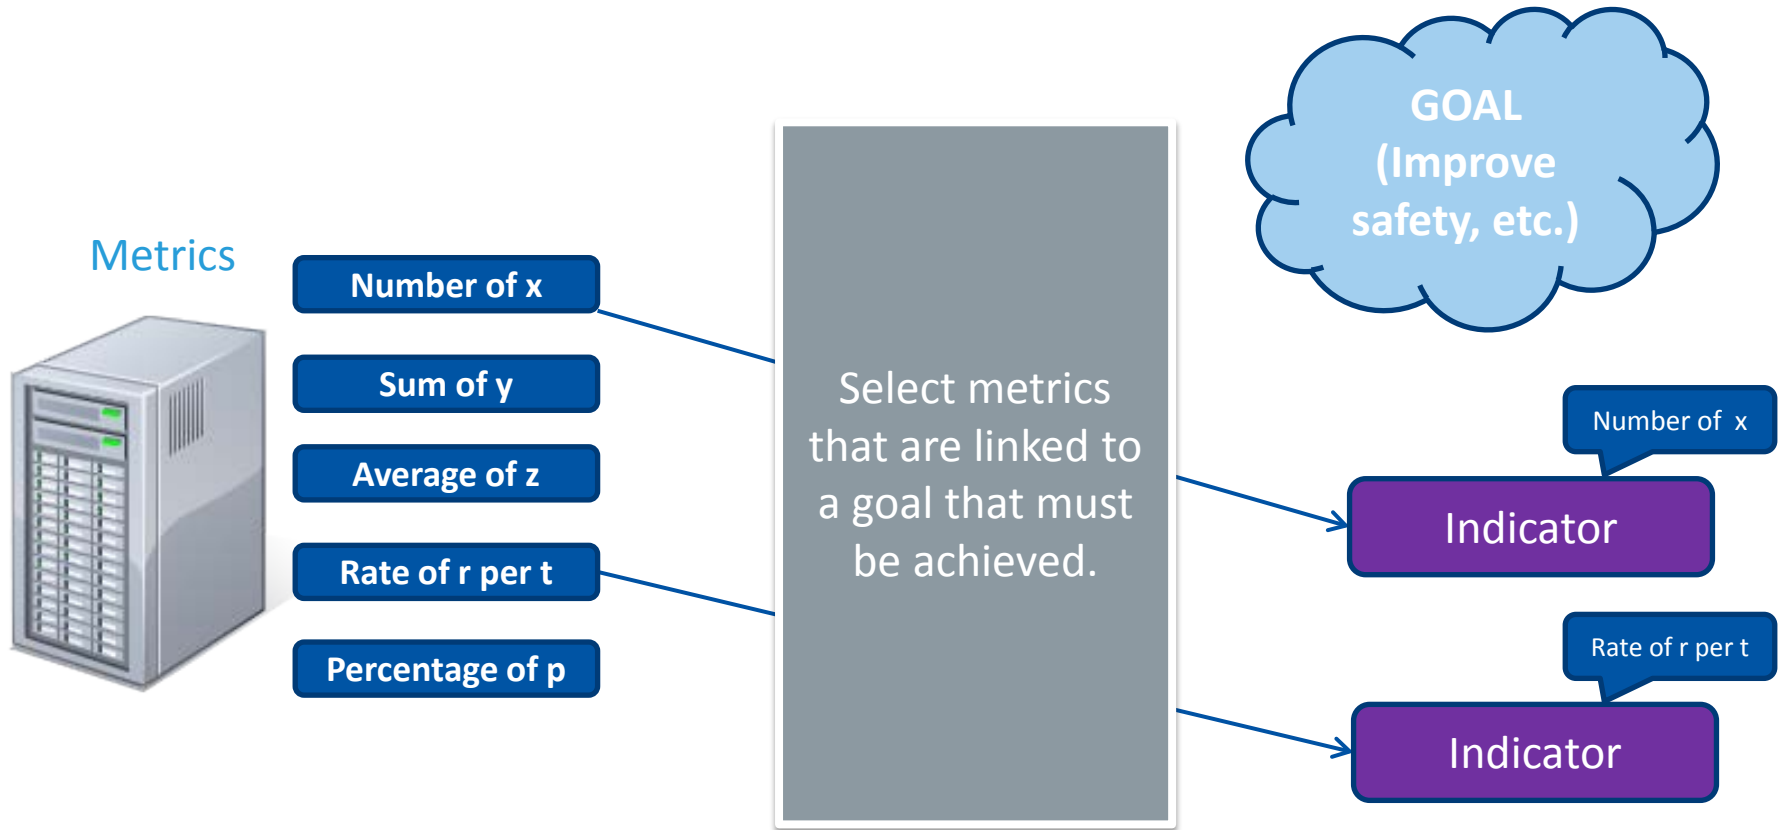 Metrics
Number of x
Sum of y
Average of z
Rate of r per t
Percentage of p
Select metrics
that are linked to
a goal that must
be achieved.
GOAL
(Improve
safety, etc.)
Number of  x
Indicator
Rate of r per t
Indicator